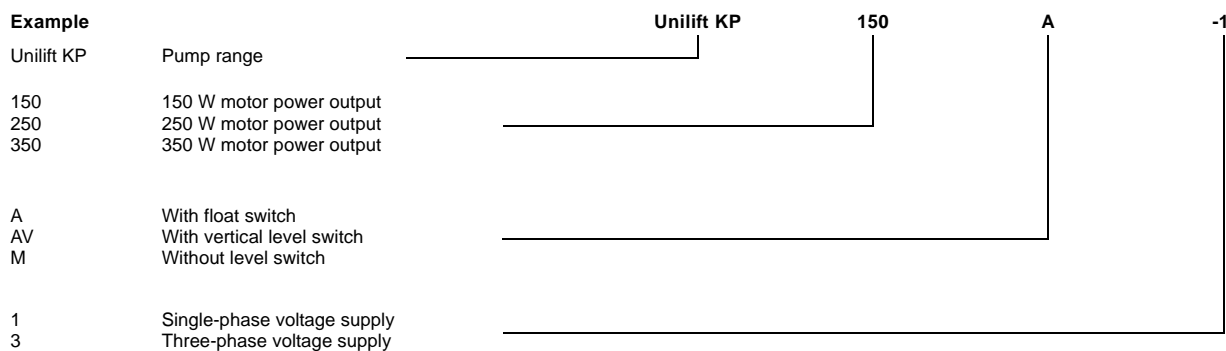 Example Unilift KP 150 A -1
Unilift KP Pump range
150 150 W motor power output
250 250 W motor power output
350 350 W motor power output
A With float switch
AV With vertical level switch
M Without level switch
1 Single-phase voltage supply
3 Three-phase voltage supply